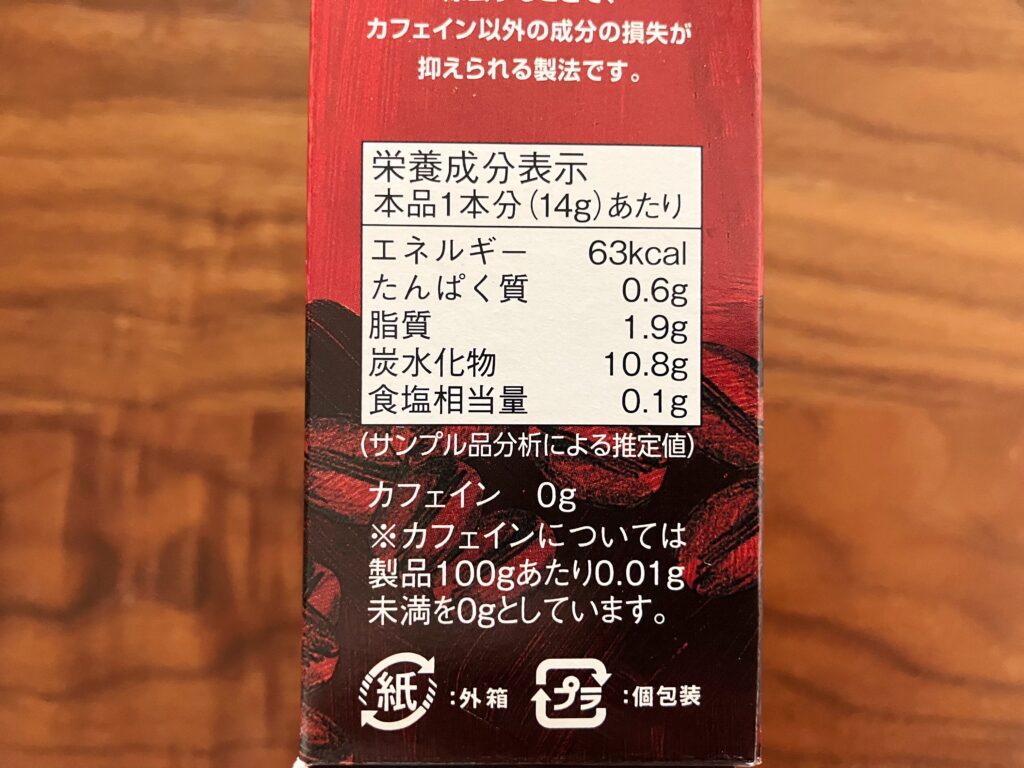 カフェイン以外の成分の損失が
抑えられる製法です。
栄養成分表示
本品1本分(14g)あたり
エネルギー 63kcal
たんぱく質 0.6g
脂質 1.9g
炭水化物 10.8g
食塩相当量 0.1g
(サンプル品分析による推定値)
カフェイン 0g
※カフェインについては
製品100gあたり0.01g
未満を0gとしています。
紙:外箱 プラ:個包装